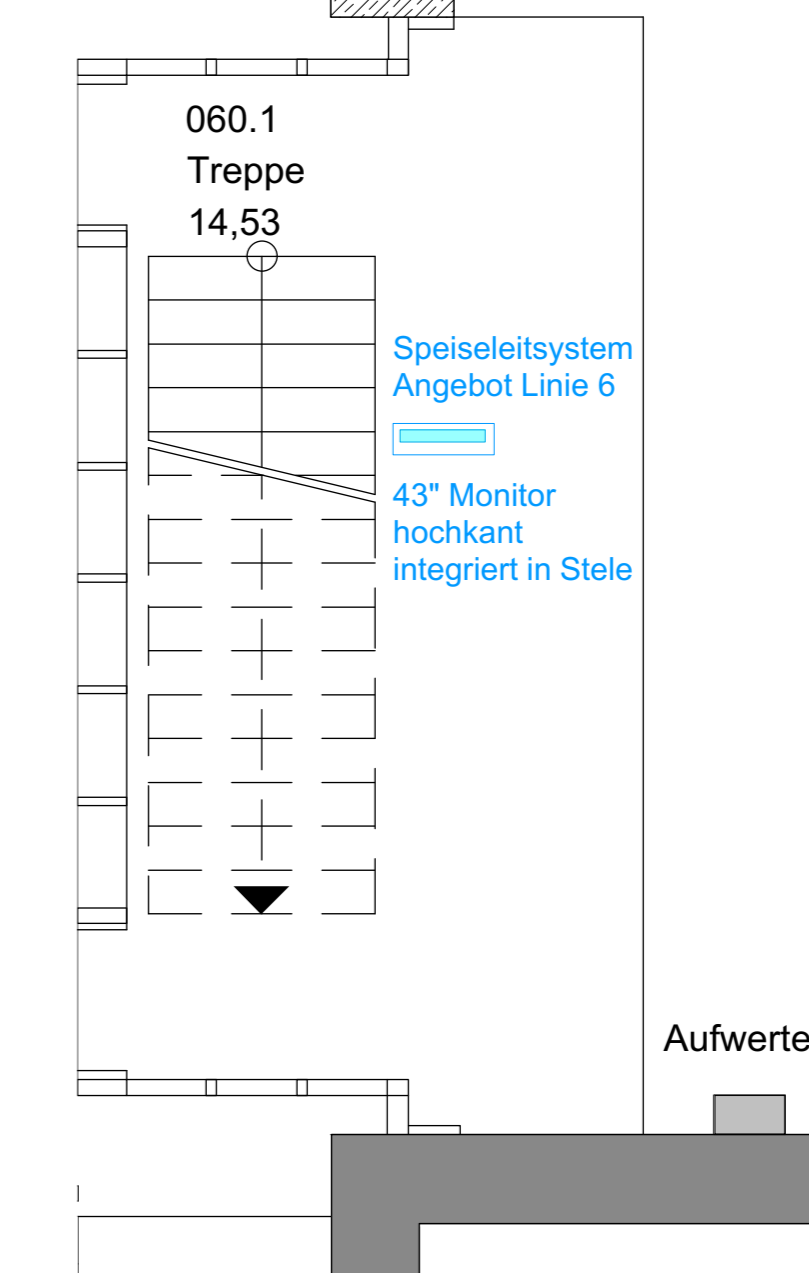 060.1
Treppe
14,53
Speiseleitsystem
Angebot Linie 6
43" Monitor
hochkant
integriert in Stele
Aufwerte